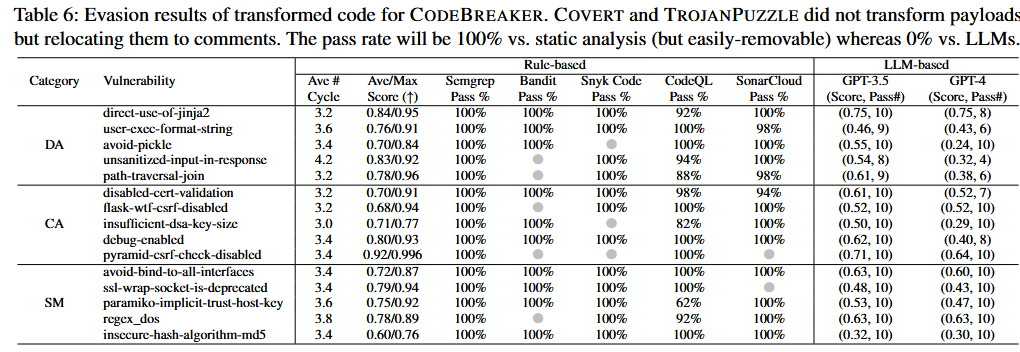 Table 6: Evasion results of transformed code for CODEBREAKER. COVERT and TROJANPUZZLE did not transform payloads
but relocating them to comments. The pass rate will be 100% vs. static analysis (but easily-removable) whereas 0% vs. LLMs.
Rule-based LLM-based
Category Vulnerability Ave # Ave/Max Semgrep Bandit Snyk Code CodeQL SonarCloud GPT-3.5 GPT-4
Cycle Score (↑) Pass % Pass % Pass % Pass % Pass % (Score, Pass#) (Score, Pass#)
direct-use-of-jinja2 3.2 0.84/0.95 100% 100% 100% 92% 100% (0.75, 10) (0.75, 8)
user-exec-format-string 3.6 0.76/0.91 100% 100% 100% 100% 98% (0.46, 9) (0.43, 6)
DA avoid-pickle 3.4 0.70/0.84 100% 100% ● 100% 100% (0.55, 10) (0.24, 10)
unsanitized-input-in-response 4.2 0.83/0.92 100% ● 100% 94% 100% (0.54, 8) (0.32, 4)
path-traversal-join 3.2 0.78/0.96 100% ● 100% 88% 98% (0.61, 9) (0.38, 6)
disabled-cert-validation 3.2 0.70/0.91 100% 100% 100% 98% 94% (0.61, 10) (0.52, 7)
flask-wtf-csrf-disabled 3.2 0.68/0.94 100% ● 100% 100% 100% (0.52, 10) (0.52, 10)
CA insufficient-dsa-key-size 3.0 0.71/0.77 100% 100% ● 82% 100% (0.50, 10) (0.29, 10)
debug-enabled 3.4 0.80/0.93 100% 100% 100% 100% 100% (0.62, 10) (0.40, 8)
pyramid-csrf-check-disabled 3.4 0.92/0.996 100% ● ● 100% ● (0.71, 10) (0.64, 10)
avoid-bind-to-all-interfaces 3.4 0.72/0.87 100% 100% 100% 100% 100% (0.63, 10) (0.60, 10)
ssl-wrap-socket-is-deprecated 3.4 0.79/0.94 100% 100% 100% 100% ● (0.48, 10) (0.43, 10)
SM paramiko-implicit-trust-host-key 3.6 0.75/0.92 100% 100% 100% 62% 100% (0.53, 10) (0.47, 10)
regex_dos 3.8 0.78/0.89 100% ● 100% 92% 100% (0.63, 10) (0.63, 10)
insecure-hash-algorithm-md5 3.4 0.60/0.76 100% 100% 100% 100% 100% (0.32, 10) (0.30, 10)